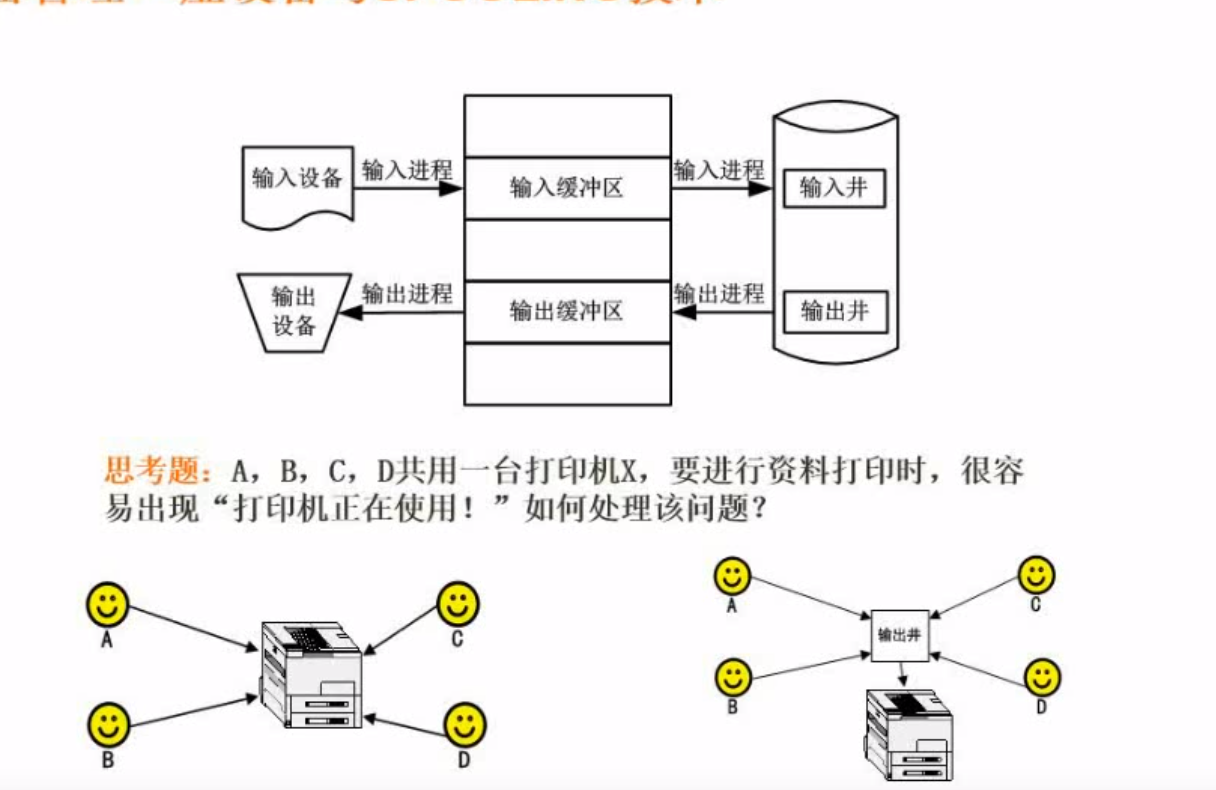 输入设备
输入进程
输入缓冲区
输入进程
输入井
输出
设备
输出进程
输出缓冲区
输出进程
输出井
思考题：A，B，C，D共用一台打印机X，要进行资料打印时，很容
易出现“打印机正在使用！”如何处理该问题？
A
C
B
D
A
C
输出井
B
D